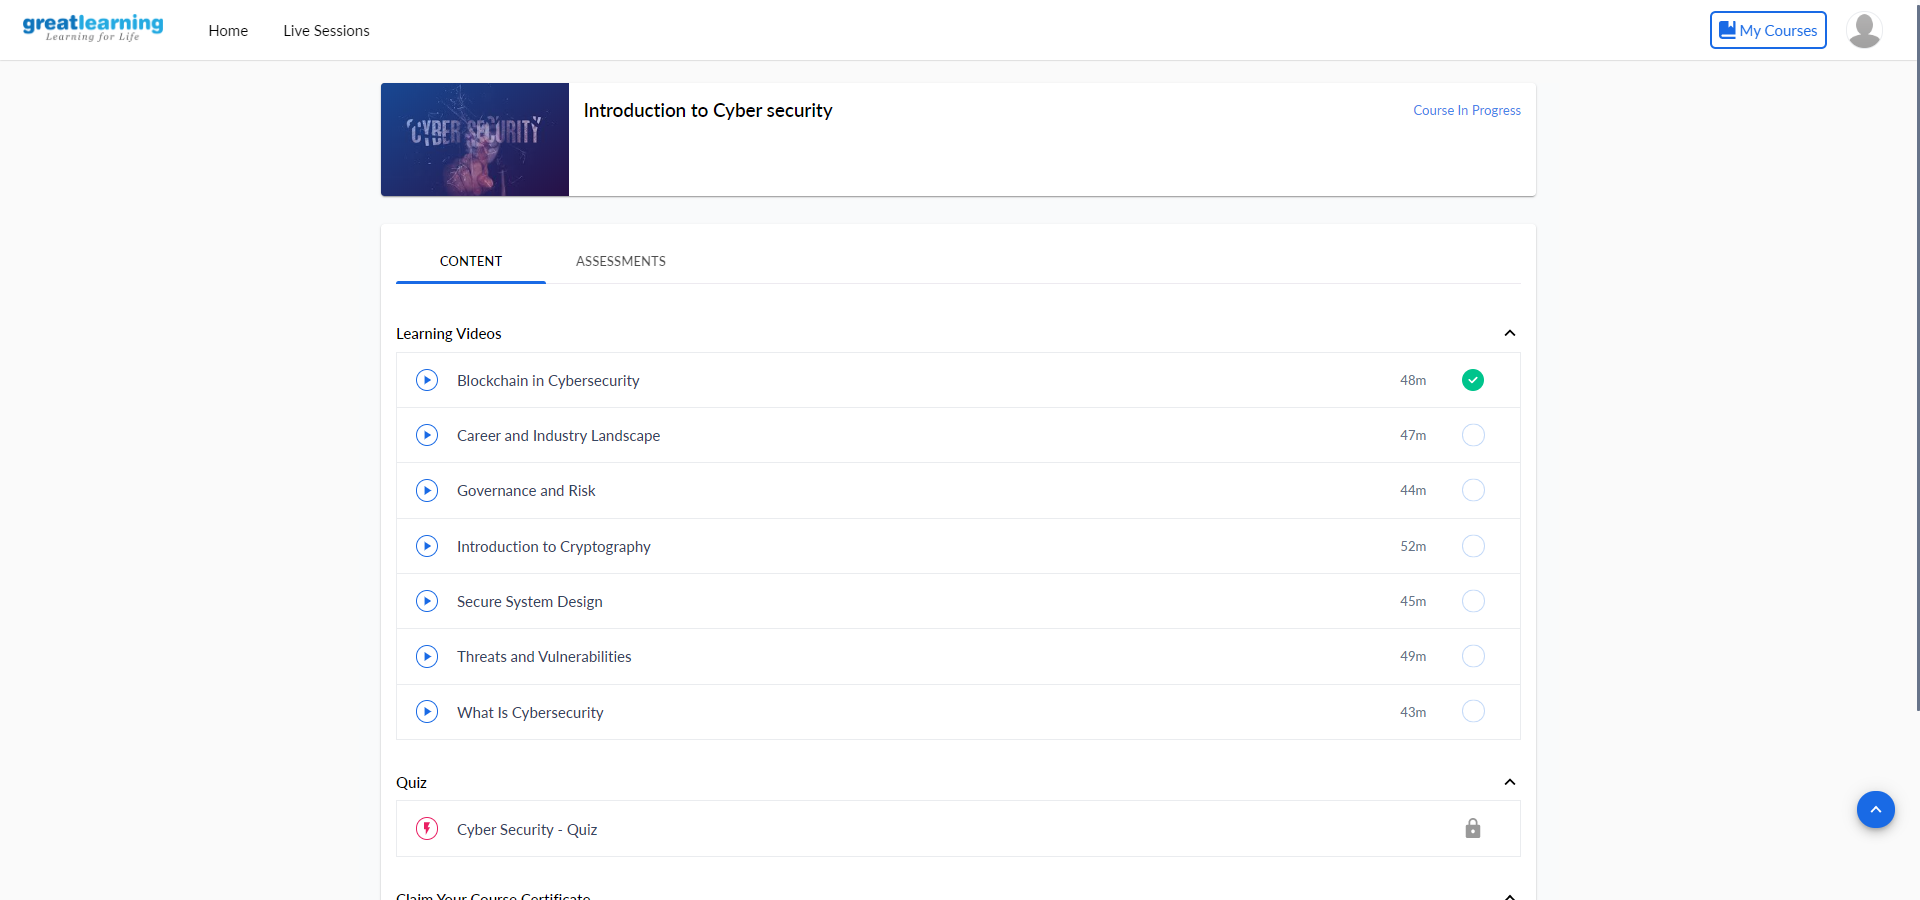 greatlearning
Learning for Life
Home
Live Sessions
My Courses
CYBER SECURITY
Introduction to Cyber security
Course In Progress
CONTENT
ASSESSMENTS
Learning Videos
Blockchain in Cybersecurity
48m
Career and Industry Landscape
47m
Governance and Risk
44m
Introduction to Cryptography
52m
Secure System Design
45m
Threats and Vulnerabilities
49m
What Is Cybersecurity
43m
Quiz
Cyber Security - Quiz
Claim Your Course Certificate